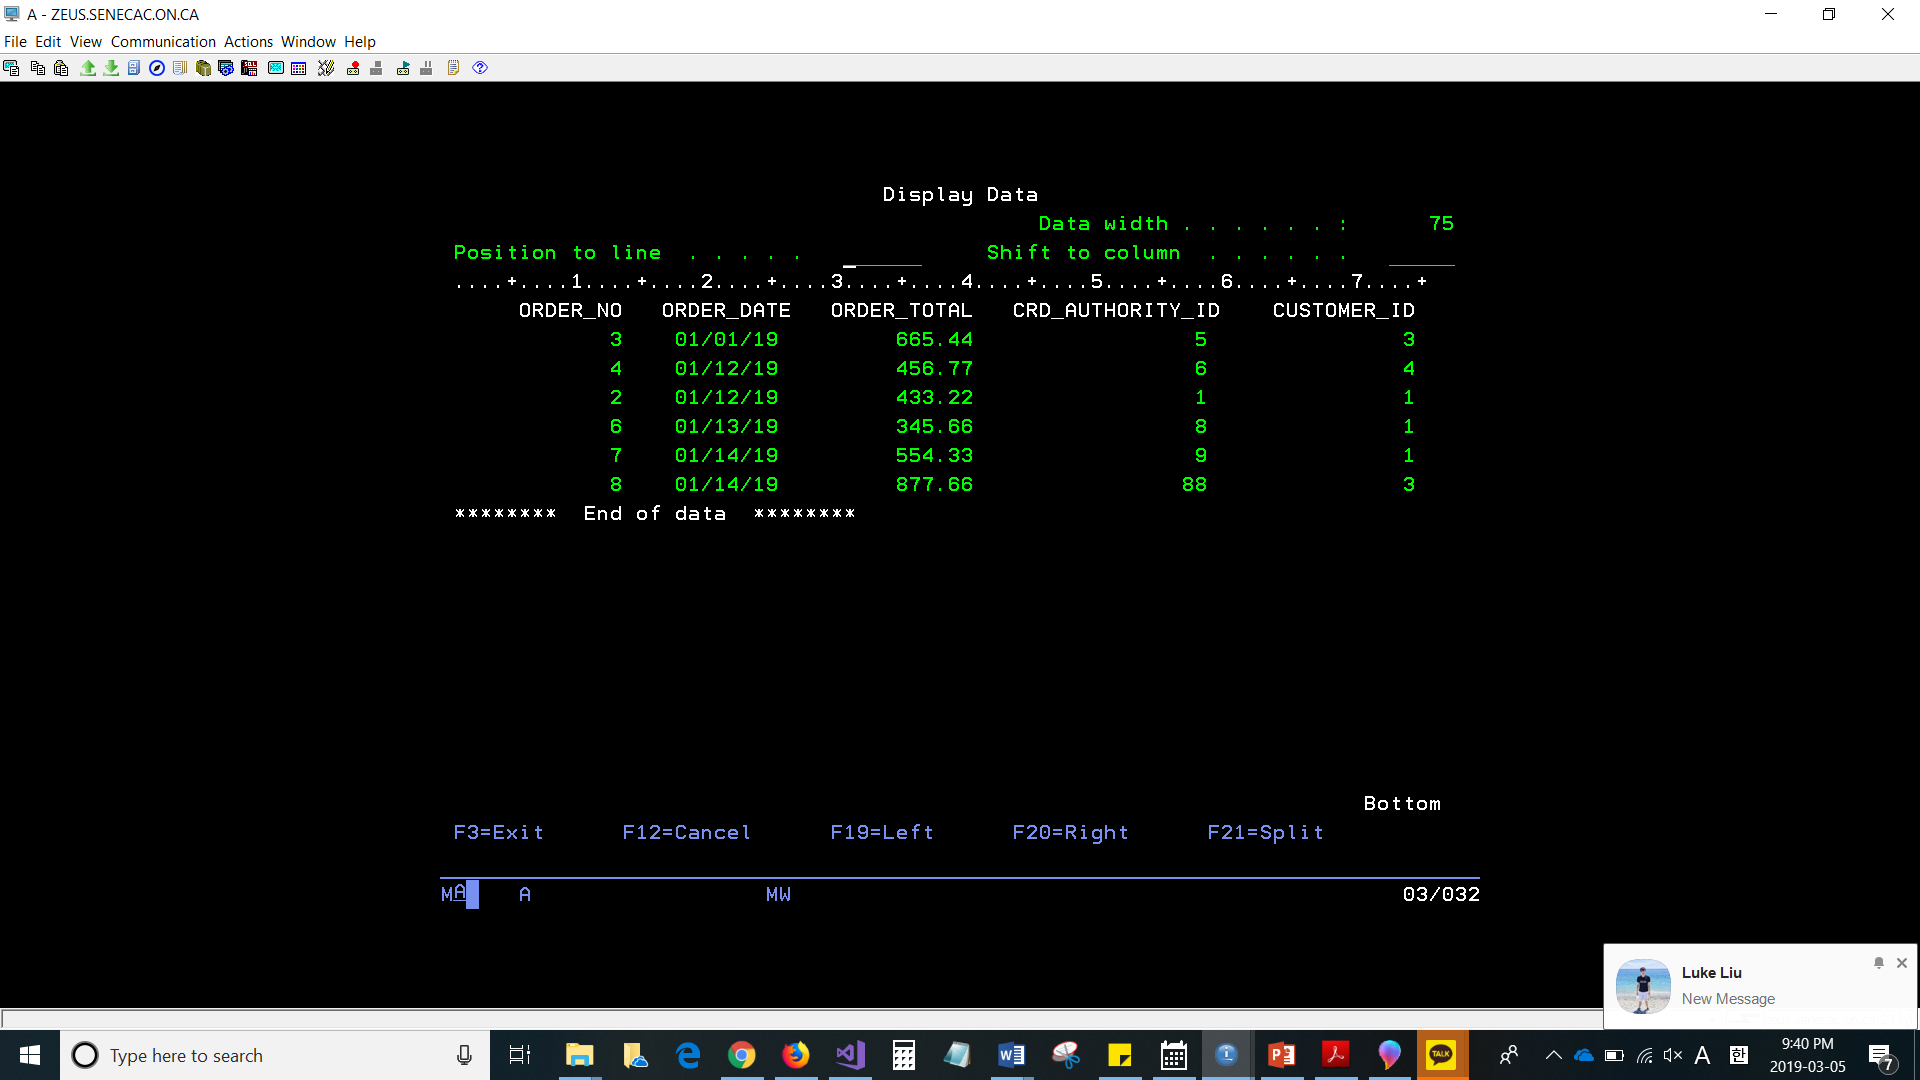 A - ZEUS.SENECAC.ON.CA
File Edit View Communication Actions Window Help
Display Data
Data width . . . . . . : 75
Position to line . . . . . ______ Shift to column . . . . . . _____
....+....1....+....2....+....3....+....4....+....5....+....6....+....7....+
ORDER_NO ORDER_DATE ORDER_TOTAL CRD_AUTHORITY_ID CUSTOMER_ID
3 01/01/19 665.44 5 3
4 01/12/19 456.77 6 4
2 01/12/19 433.22 1 1
6 01/13/19 345.66 8 1
7 01/14/19 554.33 9 1
8 01/14/19 877.66 88 3
******** End of data ********
Bottom
F3=Exit F12=Cancel F19=Left F20=Right F21=Split
MA A MW 03/032
Luke Liu
New Message
Type here to search
TALK
A 한
9:40 PM
2019-03-05
7